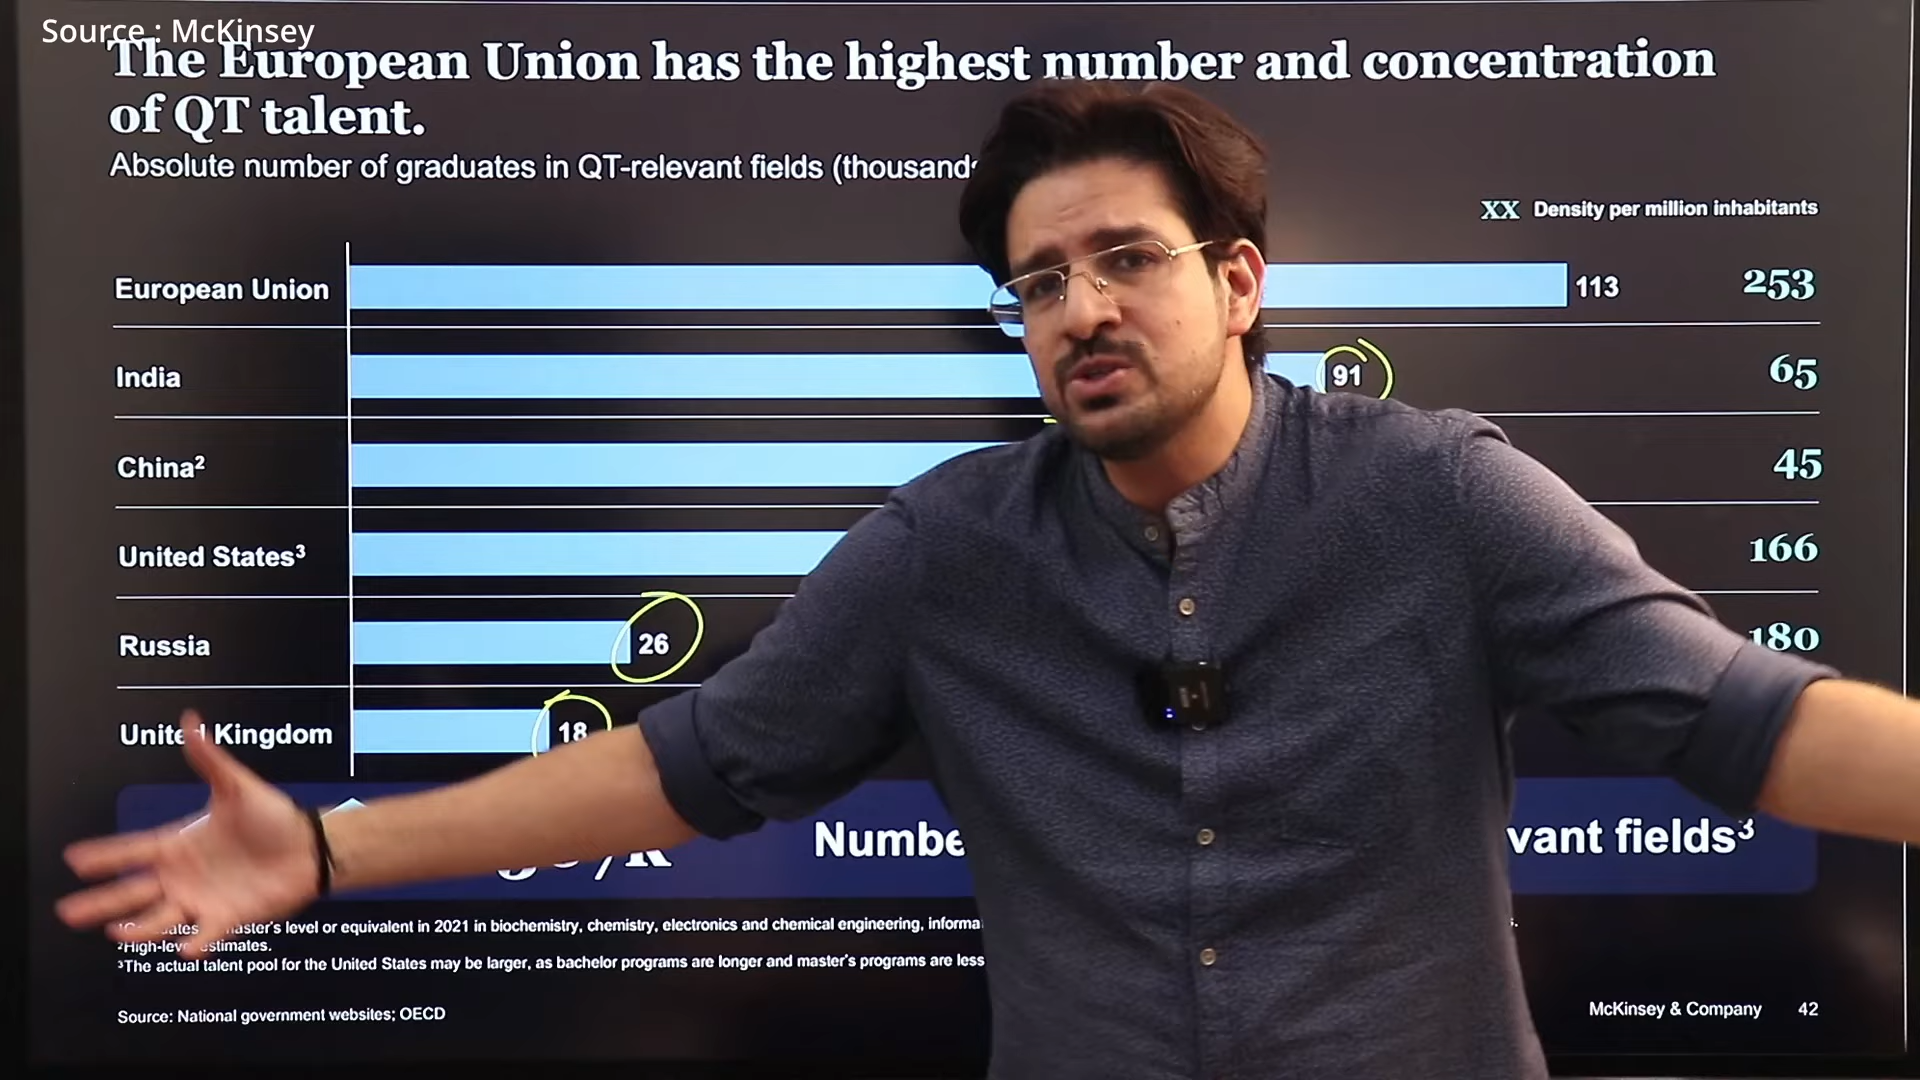 Source : McKinsey
The European Union has the highest number and concentration
of QT talent.
Absolute number of graduates in QT-relevant fields
XX Density per million inhabitants
European Union 113 253
India 91 65
China² 45
United States³ 166
Russia 26 180
United Kingdom 18
fields³
master's level or equivalent in 2021 in biochemistry, chemistry, electronics and chemical engineering,
²High-level estimates.
³The actual talent pool for the United States may be larger, as bachelor programs are longer and master's programs are less
Source: National government websites; OECD
McKinsey & Company 42